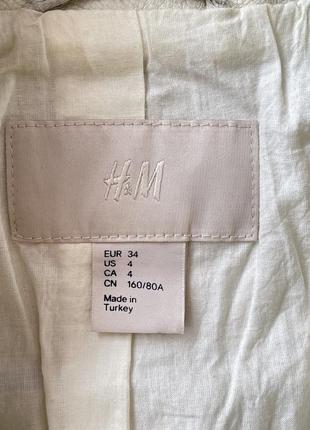 H&M
EUR 34
US 4
CA 4
CN 160/80A
Made in
Turkey